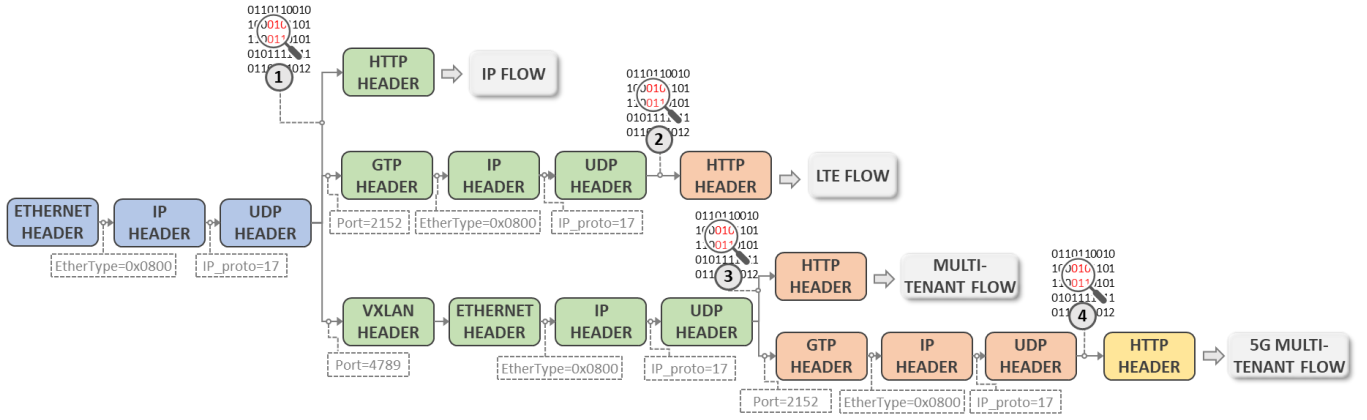 0110110010
1
HTTP
HEADER
IP FLOW
0110110010
2
GTP
HEADER
IP
HEADER
UDP
HEADER
HTTP
HEADER
LTE FLOW
Port=2152
EtherType=0x0800
IP_proto=17
ETHERNET
HEADER
IP
HEADER
UDP
HEADER
EtherType=0x0800
IP_proto=17
0110110010
3
HTTP
HEADER
MULTI-
TENANT FLOW
VXLAN
HEADER
ETHERNET
HEADER
IP
HEADER
UDP
HEADER
Port=4789
EtherType=0x0800
IP_proto=17
0110110010
4
GTP
HEADER
IP
HEADER
UDP
HEADER
HTTP
HEADER
5G MULTI-
TENANT FLOW
Port=2152
EtherType=0x0800
IP_proto=17